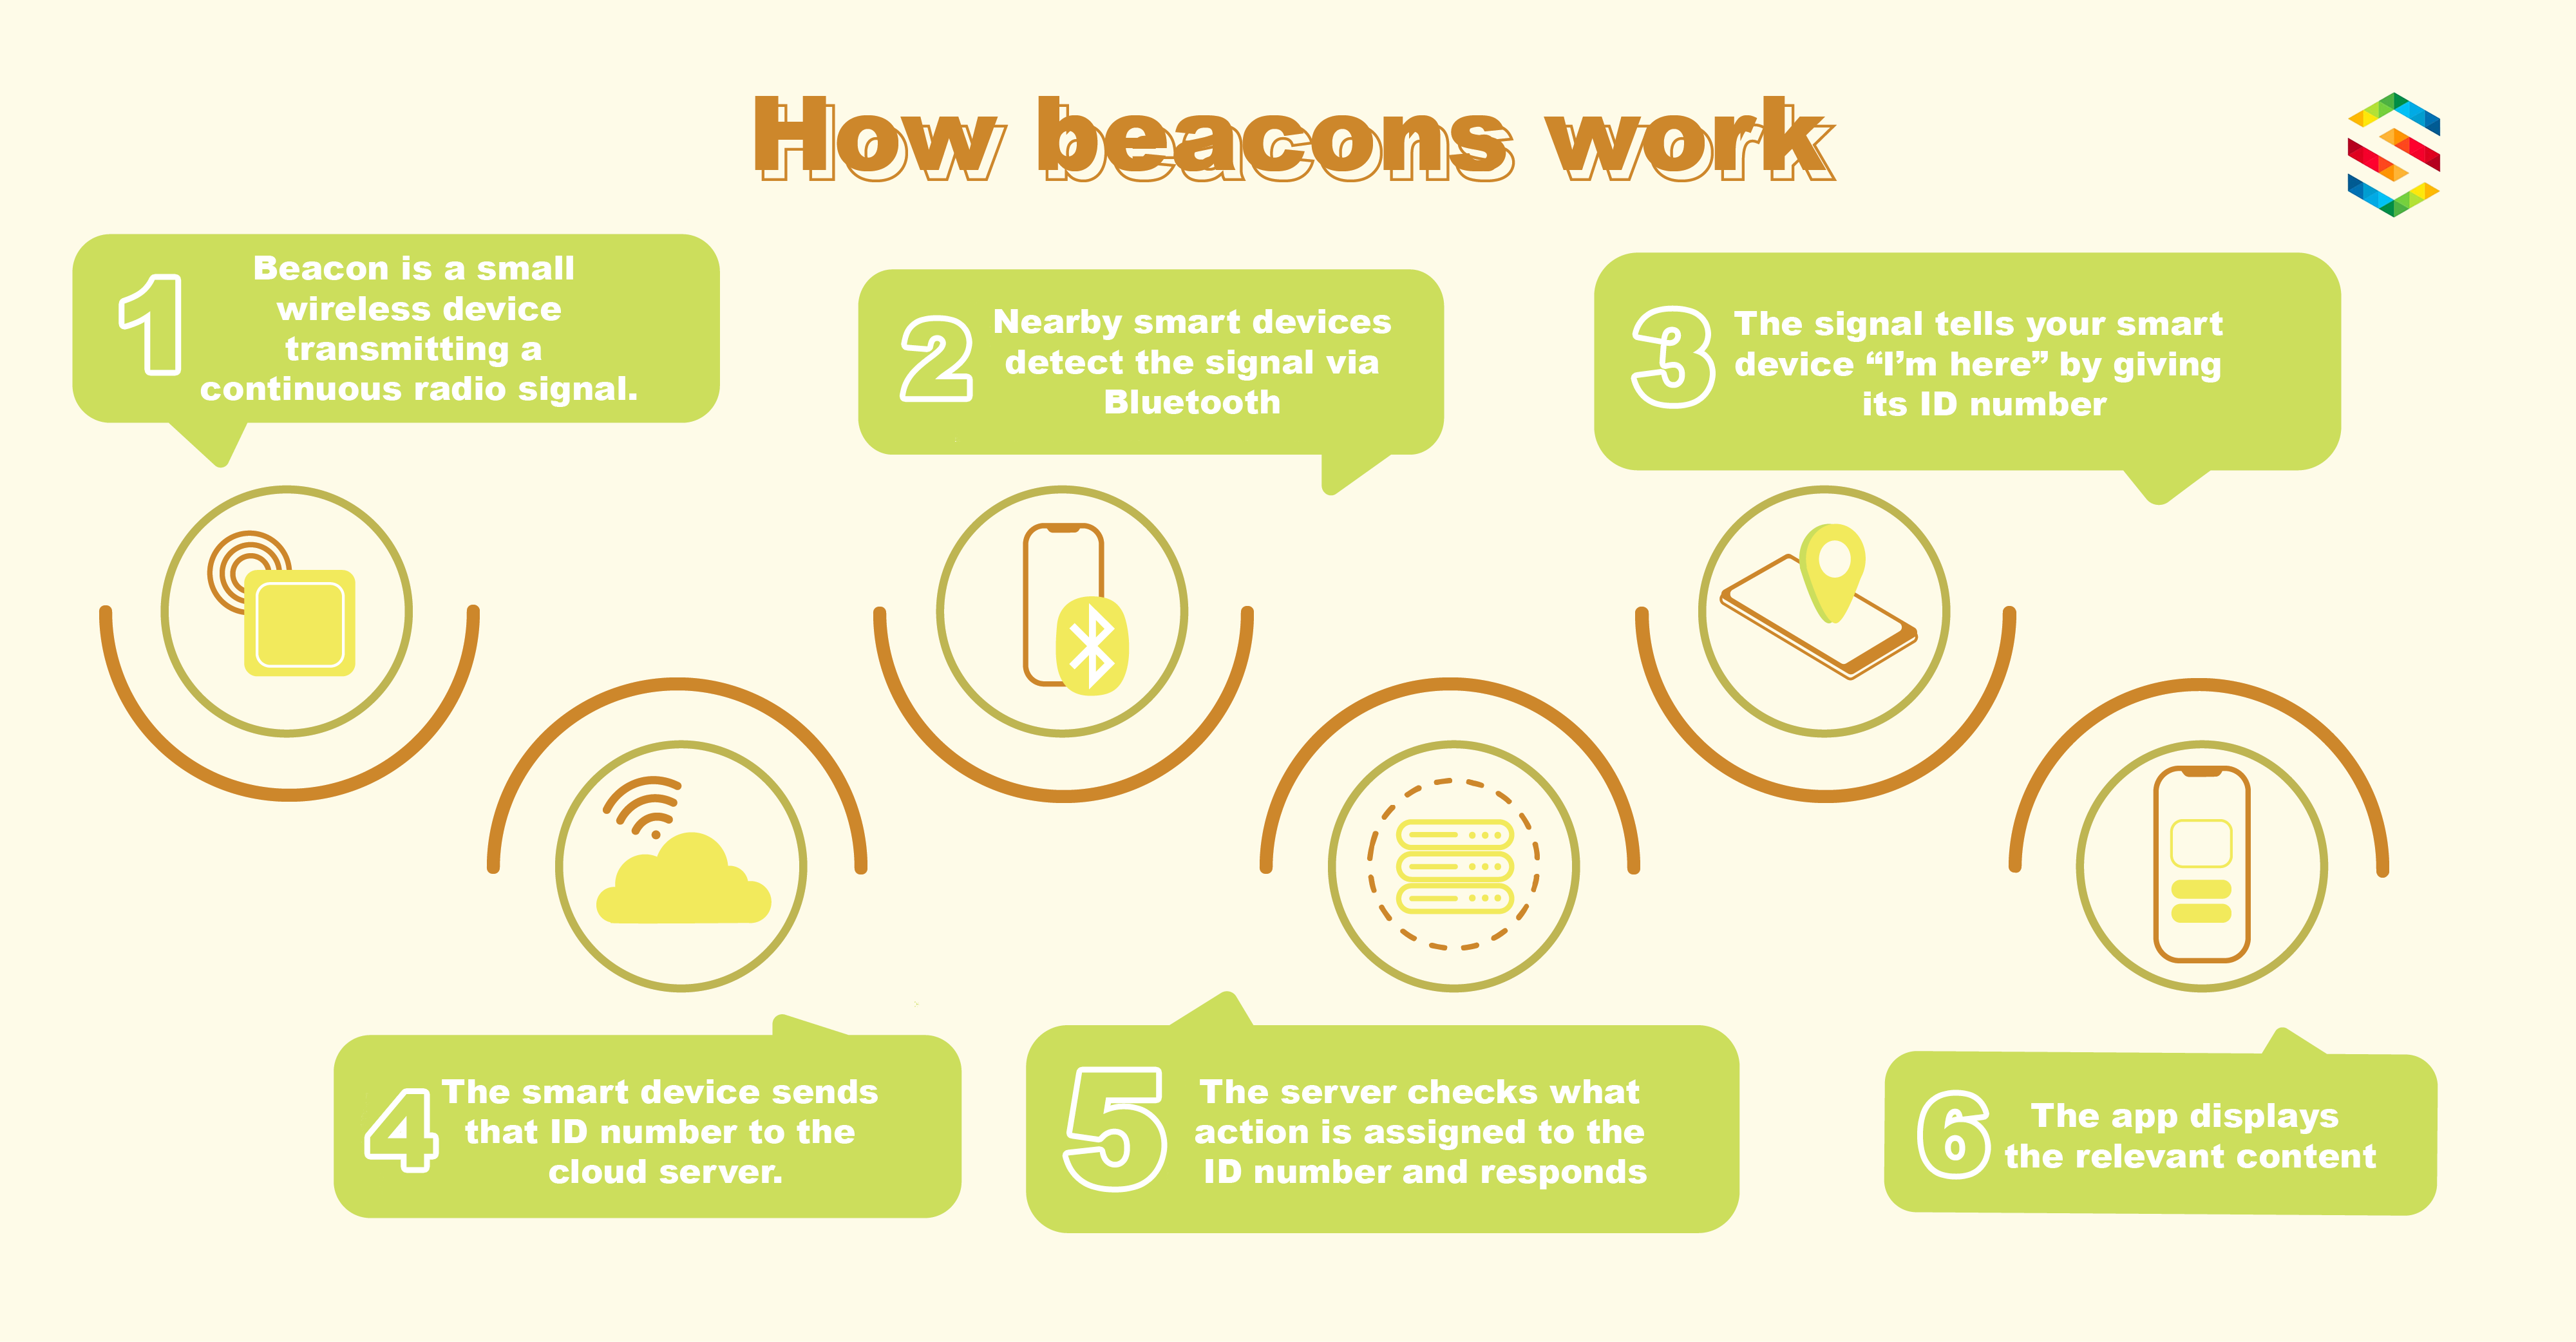 How beacons work
1
Beacon is a small
wireless device
transmitting a
continuous radio signal.
2
Nearby smart devices
detect the signal via
Bluetooth
3
The signal tells your smart
device “I’m here” by giving
its ID number
4
The smart device sends
that ID number to the
cloud server.
5
The server checks what
action is assigned to the
ID number and responds
6
The app displays
the relevant content